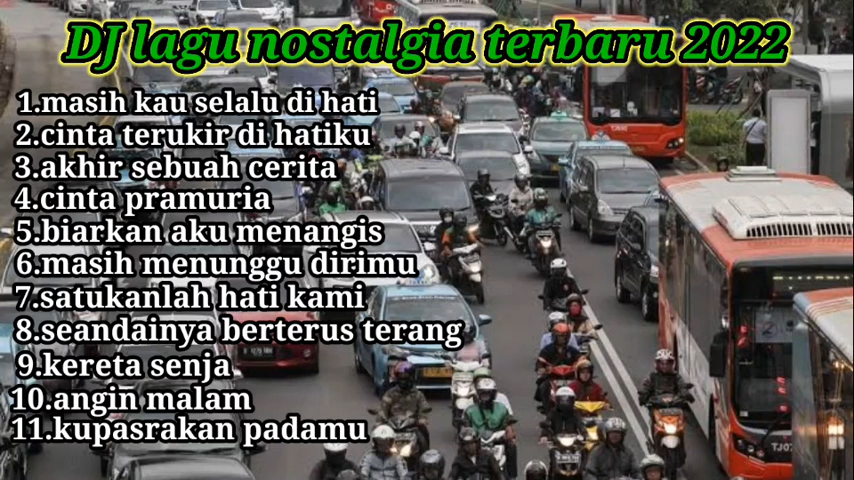 DJ lagu nostalgia terbaru 2022
1.masih kau selalu di hati
2.cinta terukir di hatiku
3.akhir sebuah cerita
4.cinta pramuria
5.biarkan aku menangis
6.masih menunggu dirimu
7.satukanlah hati kami
8.seandainya berterus terang
9.kereta senja
10.angin malam
11.kupasrakan padamu